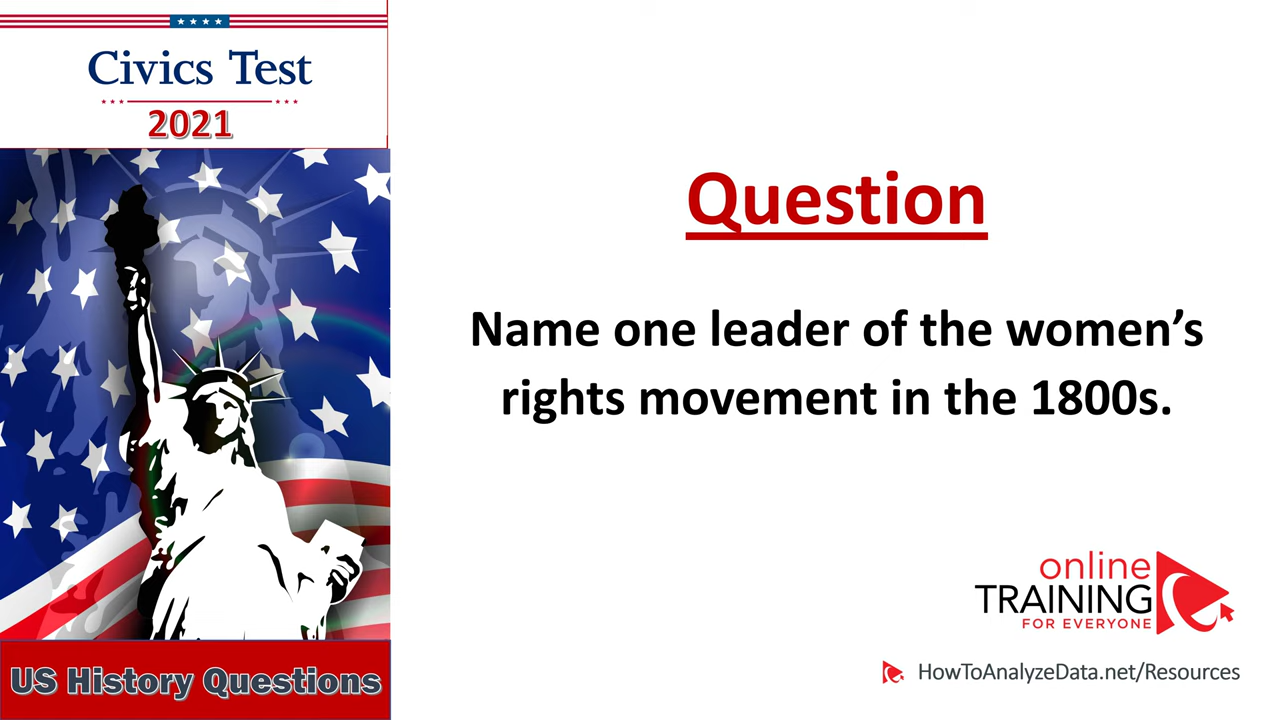 Civics Test
2021
US History Questions
Question
Name one leader of the women’s
rights movement in the 1800s.
online
TRAINING
FOR EVERYONE
HowToAnalyzeData.net/Resources